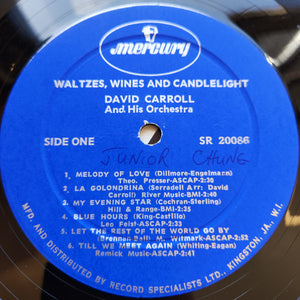 mercury
WALTZES, WINES AND CANDLELIGHT
DAVID CARROLL
And His Orchestra
SIDE ONE
SR 20086
JUNIOR CHUNG
1. MELODY OF LOVE (Dillmore-Engelmann)
Theo. Presser-ASCAP-2:30
2. LA GOLONDRINA (Serradell Arr: David
Carroll) River Music-BMI-2:40
3. MY EVENING STAR (Cochran-Sterling)
Hill & Range-BMI-2:35
4. BLUE HOURS (King-Castillo)
Leo Feist-ASCAP-2:33
5. LET THE REST OF THE WORLD GO BY
(Brennan Ball) M. Witmark-ASCAP-6:52
6. TILL WE MEET AGAIN (Whiting-Eagan)
Remick Music-ASCAP-2:41
MFD. AND DISTRIBUTED BY RECORD SPECIALISTS LTD. KINGSTON, JA., W.I.